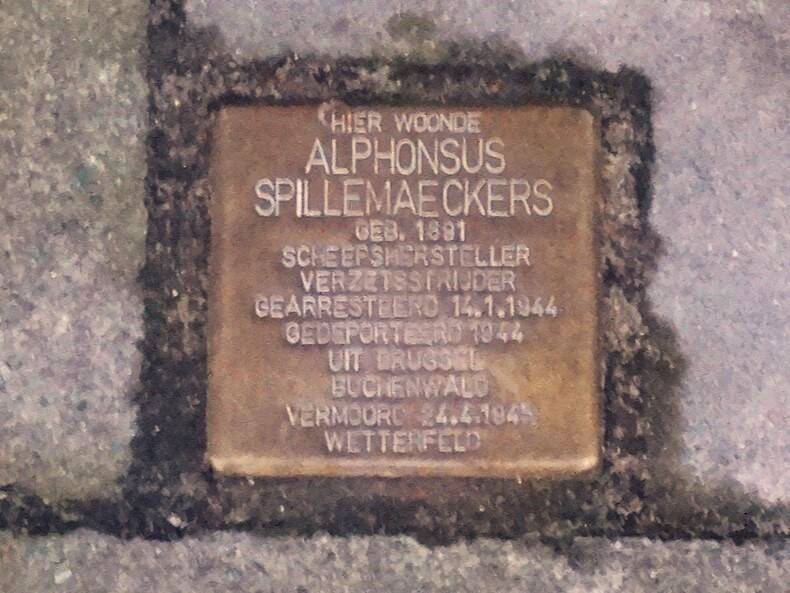 HIER WOONDE
ALPHONSUS
SPILLEMAECKERS
GEB. 1891
SCHEEPSHERSTELLER
VERZETSSTRIJDER
GEARRESTEERD 14.1.1944
GEDEPORTEERD 1944
UIT BRUSSEL
BUCHENWALD
VERMOORD 24.4.1945
WETTERFELD